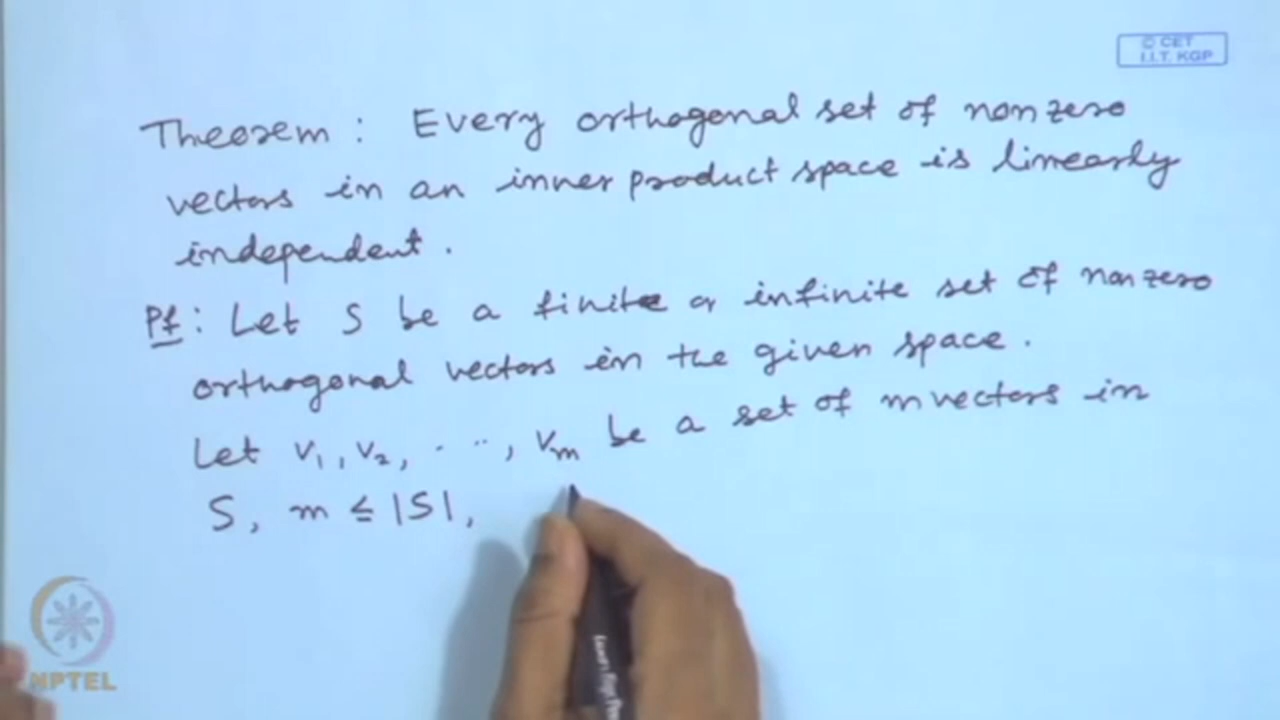 © CET
I.I.T. KGP
Theorem : Every orthogonal set of nonzero
vectors in an inner product space is linearly
independent.
Pf : Let S be a finite or infinite set of nonzero
orthogonal vectors in the given space.
Let v₁, v₂, ..., vₘ be a set of m vectors in
S, m ≤ |S|,
NPTEL